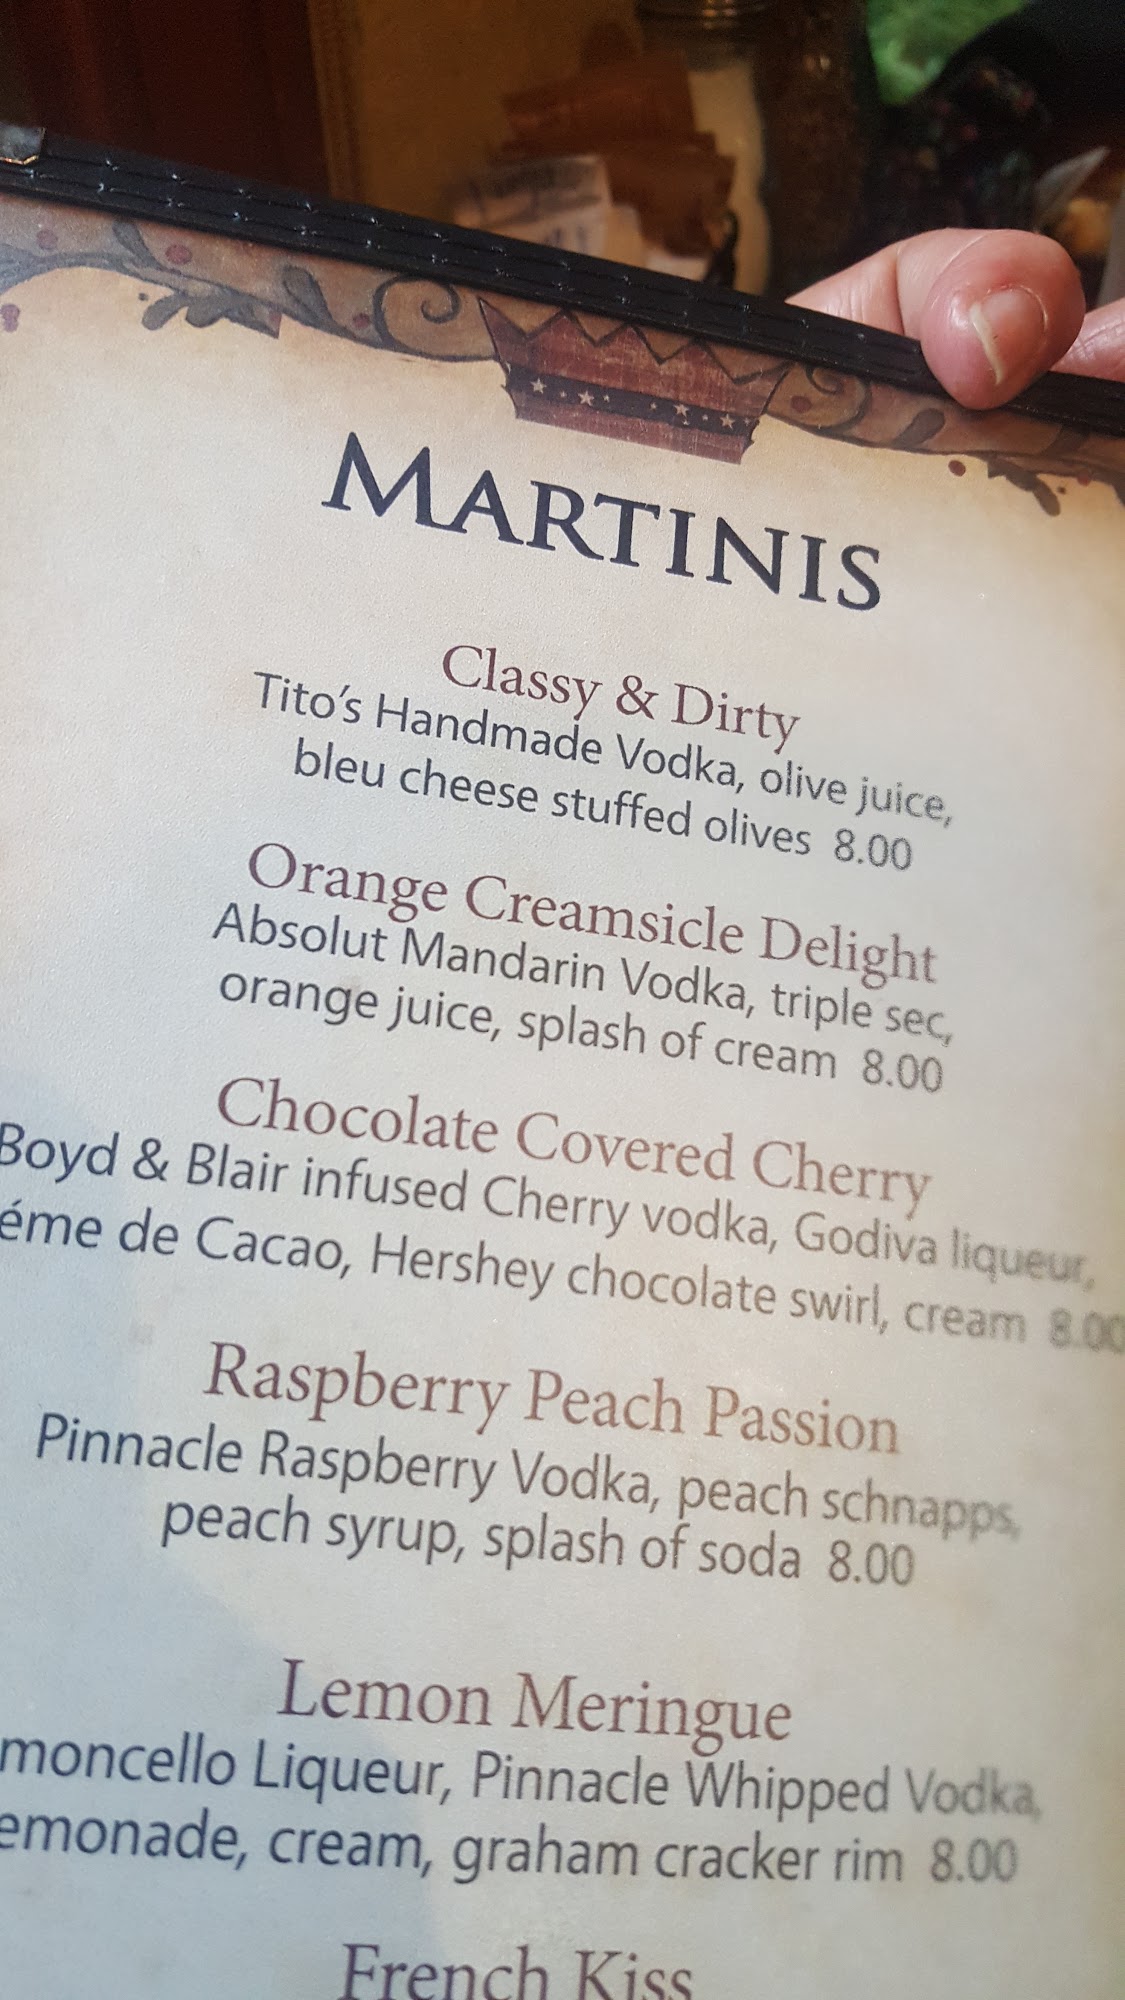 MARTINIS
Classy & Dirty
Tito's Handmade Vodka, olive juice,
bleu cheese stuffed olives 8.00
Orange Creamsicle Delight
Absolut Mandarin Vodka, triple sec,
orange juice, splash of cream 8.00
Chocolate Covered Cherry
Boyd & Blair infused Cherry vodka, Godiva liqueur,
éme de Cacao, Hershey chocolate swirl, cream 8.00
Raspberry Peach Passion
Pinnacle Raspberry Vodka, peach schnapps,
peach syrup, splash of soda 8.00
Lemon Meringue
moncello Liqueur, Pinnacle Whipped Vodka,
emonade, cream, graham cracker rim 8.00
French Kiss